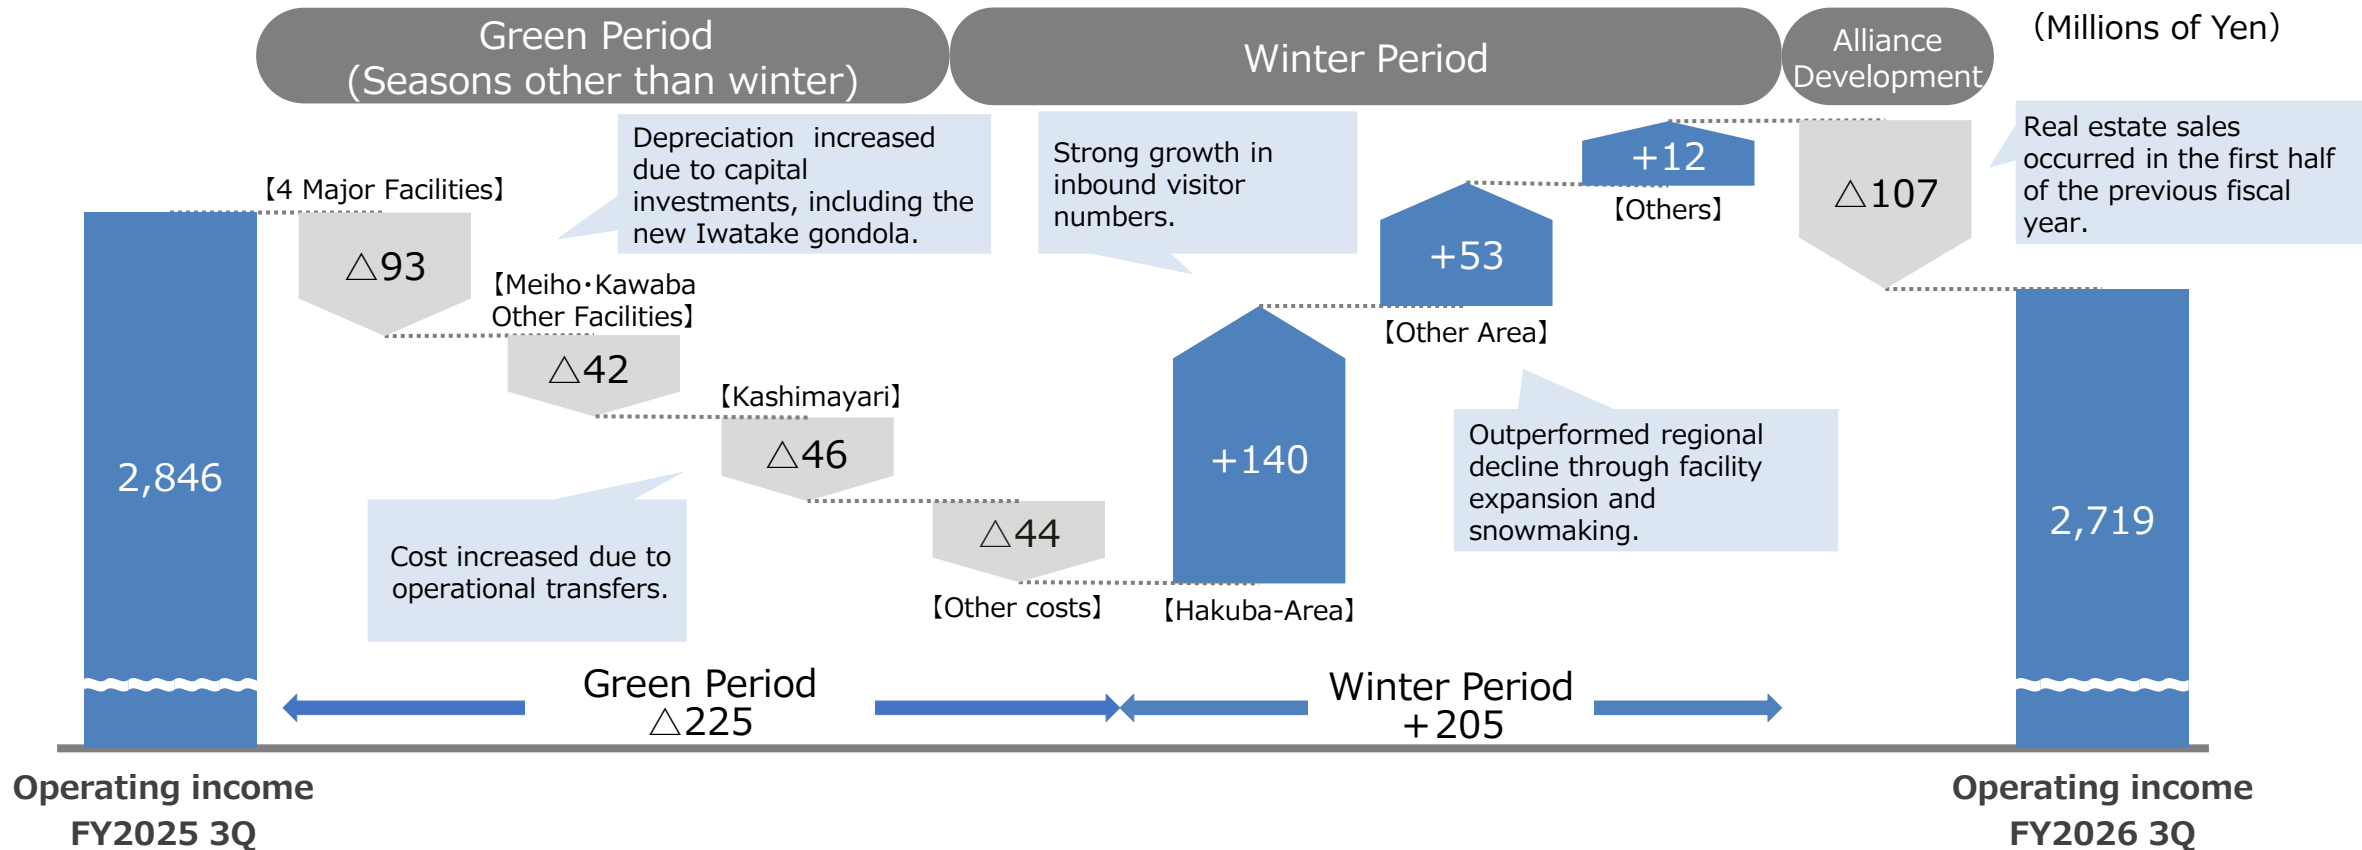 Green Period
(Seasons other than winter)
Winter Period
Alliance
Development
(Millions of Yen)
【4 Major Facilities】
Depreciation increased
due to capital
investments, including the
new Iwatake gondola.
Strong growth in
inbound visitor
numbers.
+12
【Others】
△107
Real estate sales
occurred in the first half
of the previous fiscal
year.
△93
【Meiho・Kawaba
Other Facilities】
+53
【Other Area】
△42
【Kashimayari】
2,846
△46
+140
Outperformed regional
decline through facility
expansion and
snowmaking.
2,719
Cost increased due to
operational transfers.
△44
【Other costs】
【Hakuba-Area】
Green Period
△225
Winter Period
+205
Operating income
FY2025 3Q
Operating income
FY2026 3Q